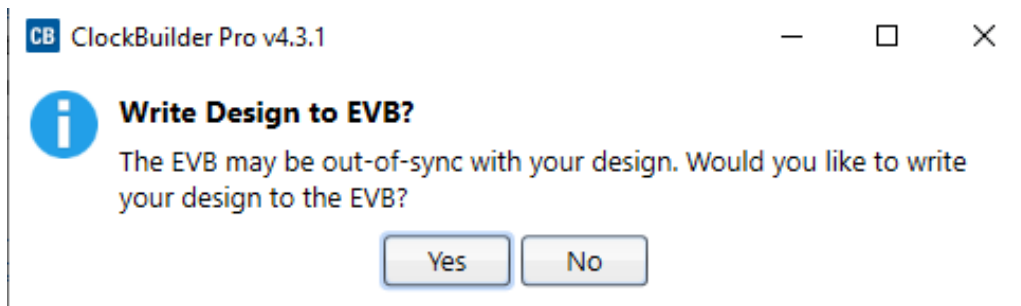 CB ClockBuilder Pro v4.3.1
Write Design to EVB?
The EVB may be out-of-sync with your design. Would you like to write
your design to the EVB?
Yes No